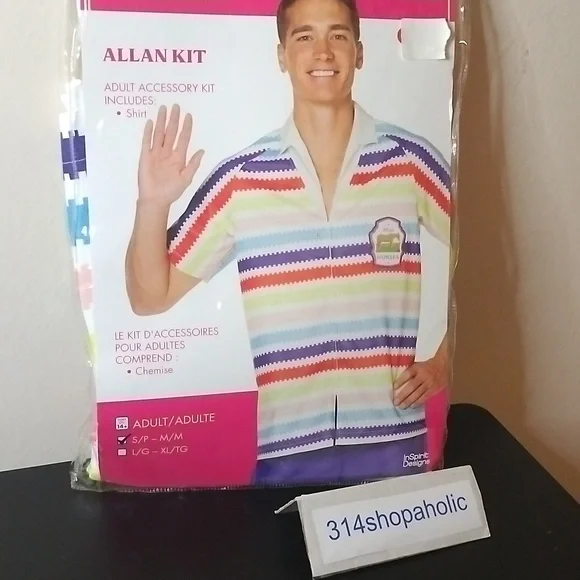 ALLAN KIT
ADULT ACCESSORY KIT
INCLUDES:
• Shirt
LE KIT D'ACCESSOIRES
POUR ADULTES
COMPREND :
• Chemise
14+
ADULT/ADULTE
S/P – M/M
L/G – XL/TG
InSpirit
Designs
314shopaholic